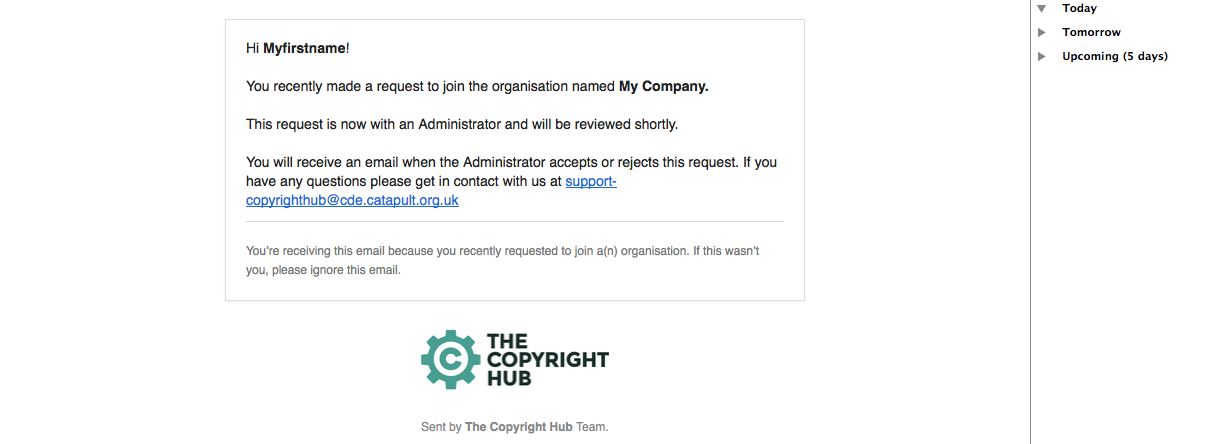 Hi Myfirstname!
You recently made a request to join the organisation named My Company.
This request is now with an Administrator and will be reviewed shortly.
You will receive an email when the Administrator accepts or rejects this request. If you
have any questions please get in contact with us at support-
copyrighthub@cde.catapult.org.uk
You're receiving this email because you recently requested to join a(n) organisation. If this wasn't
you, please ignore this email.
C
THE
COPYRIGHT
HUB
Sent by The Copyright Hub Team.
Today
Tomorrow
Upcoming (5 days)